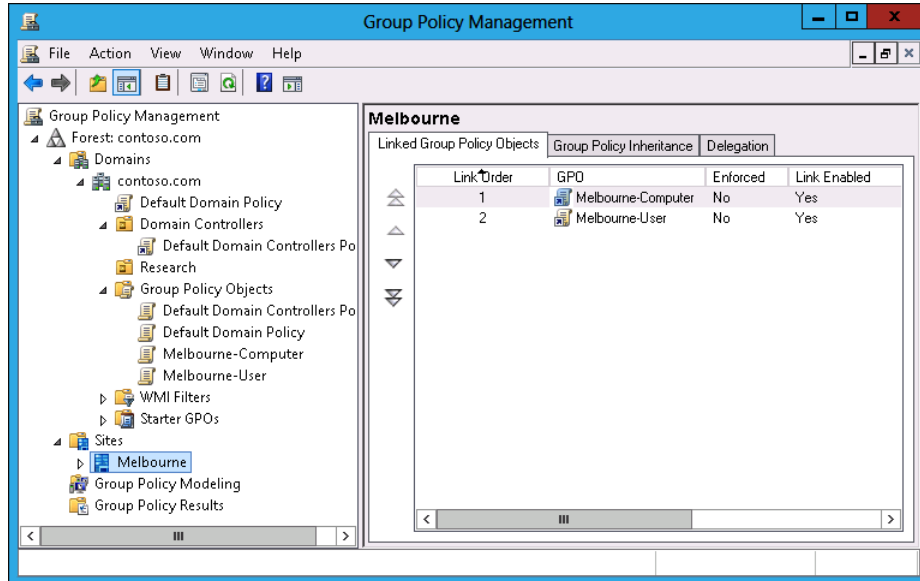 Group Policy Management
File Action View Window Help
Group Policy Management
Forest: contoso.com
Domains
contoso.com
Default Domain Policy
Domain Controllers
Default Domain Controllers Po
Research
Group Policy Objects
Default Domain Controllers Po
Default Domain Policy
Melbourne-Computer
Melbourne-User
WMI Filters
Starter GPOs
Sites
Melbourne
Group Policy Modeling
Group Policy Results
Melbourne
Linked Group Policy Objects Group Policy Inheritance Delegation
Link Order GPO Enforced Link Enabled
1 Melbourne-Computer No Yes
2 Melbourne-User No Yes